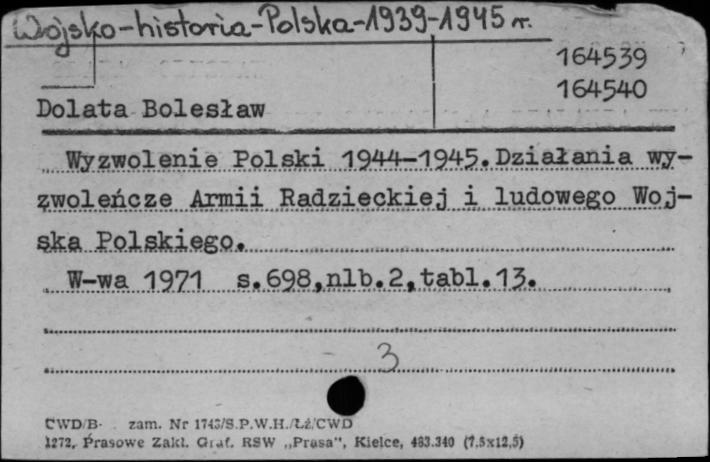 Wojsko-historia-Polska-1939-1945 r.
164539
164540
Dolata Bolesław
Wyzwolenie Polski 1944-1945. Działania wy-
zwoleńcze Armii Radzieckiej i ludowego Woj-
ska Polskiego.
W-wa 1971 s.698,nlb.2,tabl.13.
3
CWD/B- zam. Nr 1743/S.P.W.H./Łź/CWD
1272, Prasowe Zakł. Graf. RSW „Prasa", Kielce, 483.340 (7,5x12,5)